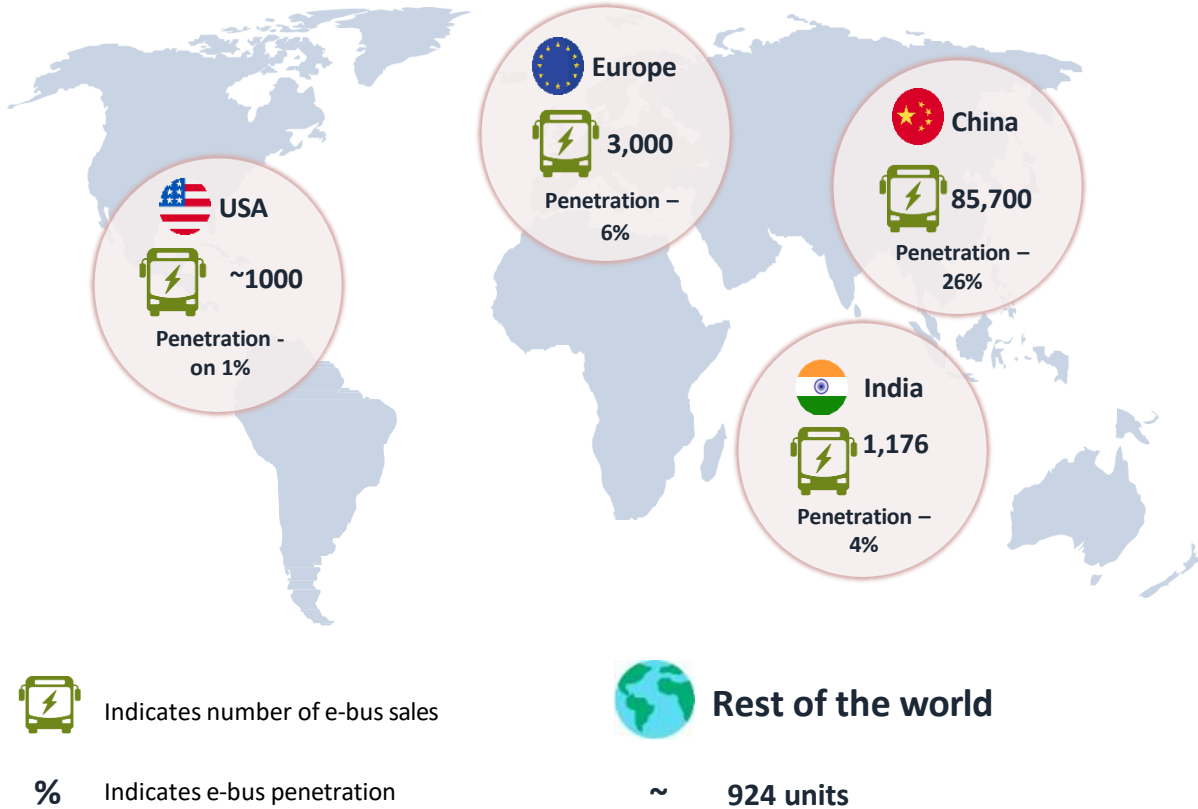 Europe
3,000
Penetration –
6%
China
85,700
Penetration –
26%
USA
~1000
Penetration -
on 1%
India
1,176
Penetration –
4%
Indicates number of e-bus sales
% Indicates e-bus penetration
Rest of the world
~ 924 units